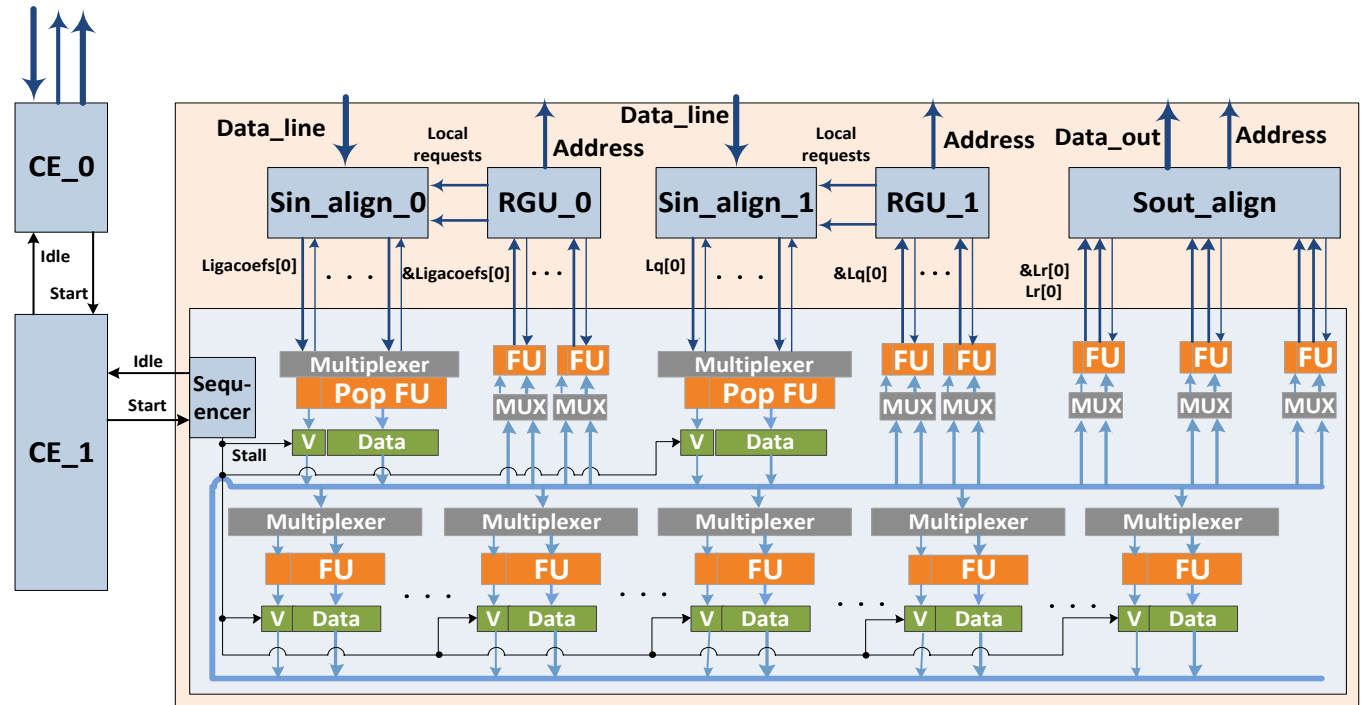 CE_0
Idle
Start
CE_1
Idle
Start
Data_line
Local
requests
Address
Data_line
Local
requests
Address
Data_out
Address
Sin_align_0
RGU_0
Sin_align_1
RGU_1
Sout_align
Ligacoefs[0]
. . .
&Ligacoefs[0]
...
Lq[0]
. . .
&Lq[0]
...
&Lr[0]
Lr[0]
Multiplexer
Pop FU
FU
FU
Multiplexer
Pop FU
FU
FU
FU
FU
FU
MUX
MUX
MUX
MUX
MUX
MUX
MUX
Sequ-
encer
Stall
V
Data
V
Data
Multiplexer
Multiplexer
Multiplexer
Multiplexer
Multiplexer
FU
FU
FU
FU
FU
. . .
. . .
. . .
. . .
V
Data
V
Data
V
Data
V
Data
V
Data